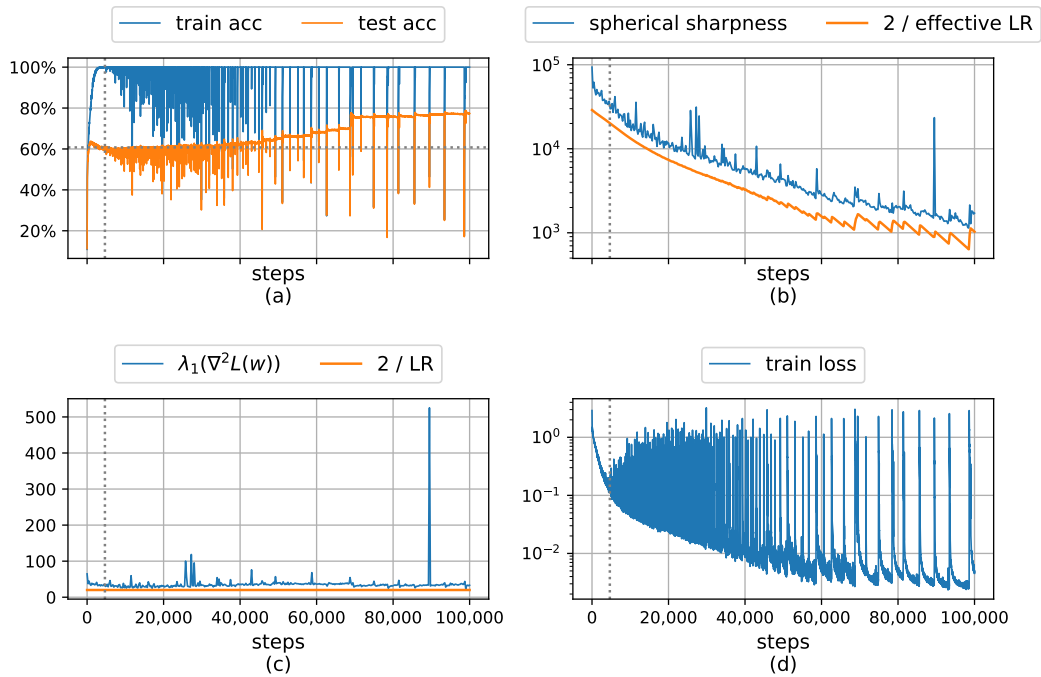 train acc test acc
100%
80%
60%
40%
20%
steps
(a)
spherical sharpness 2 / effective LR
10^5
10^4
10^3
steps
(b)
λ₁(∇²L(w)) 2 / LR
500
400
300
200
100
0
0 20,000 40,000 60,000 80,000 100,000
steps
(c)
train loss
10^0
10^−1
10^−2
0 20,000 40,000 60,000 80,000 100,000
steps
(d)